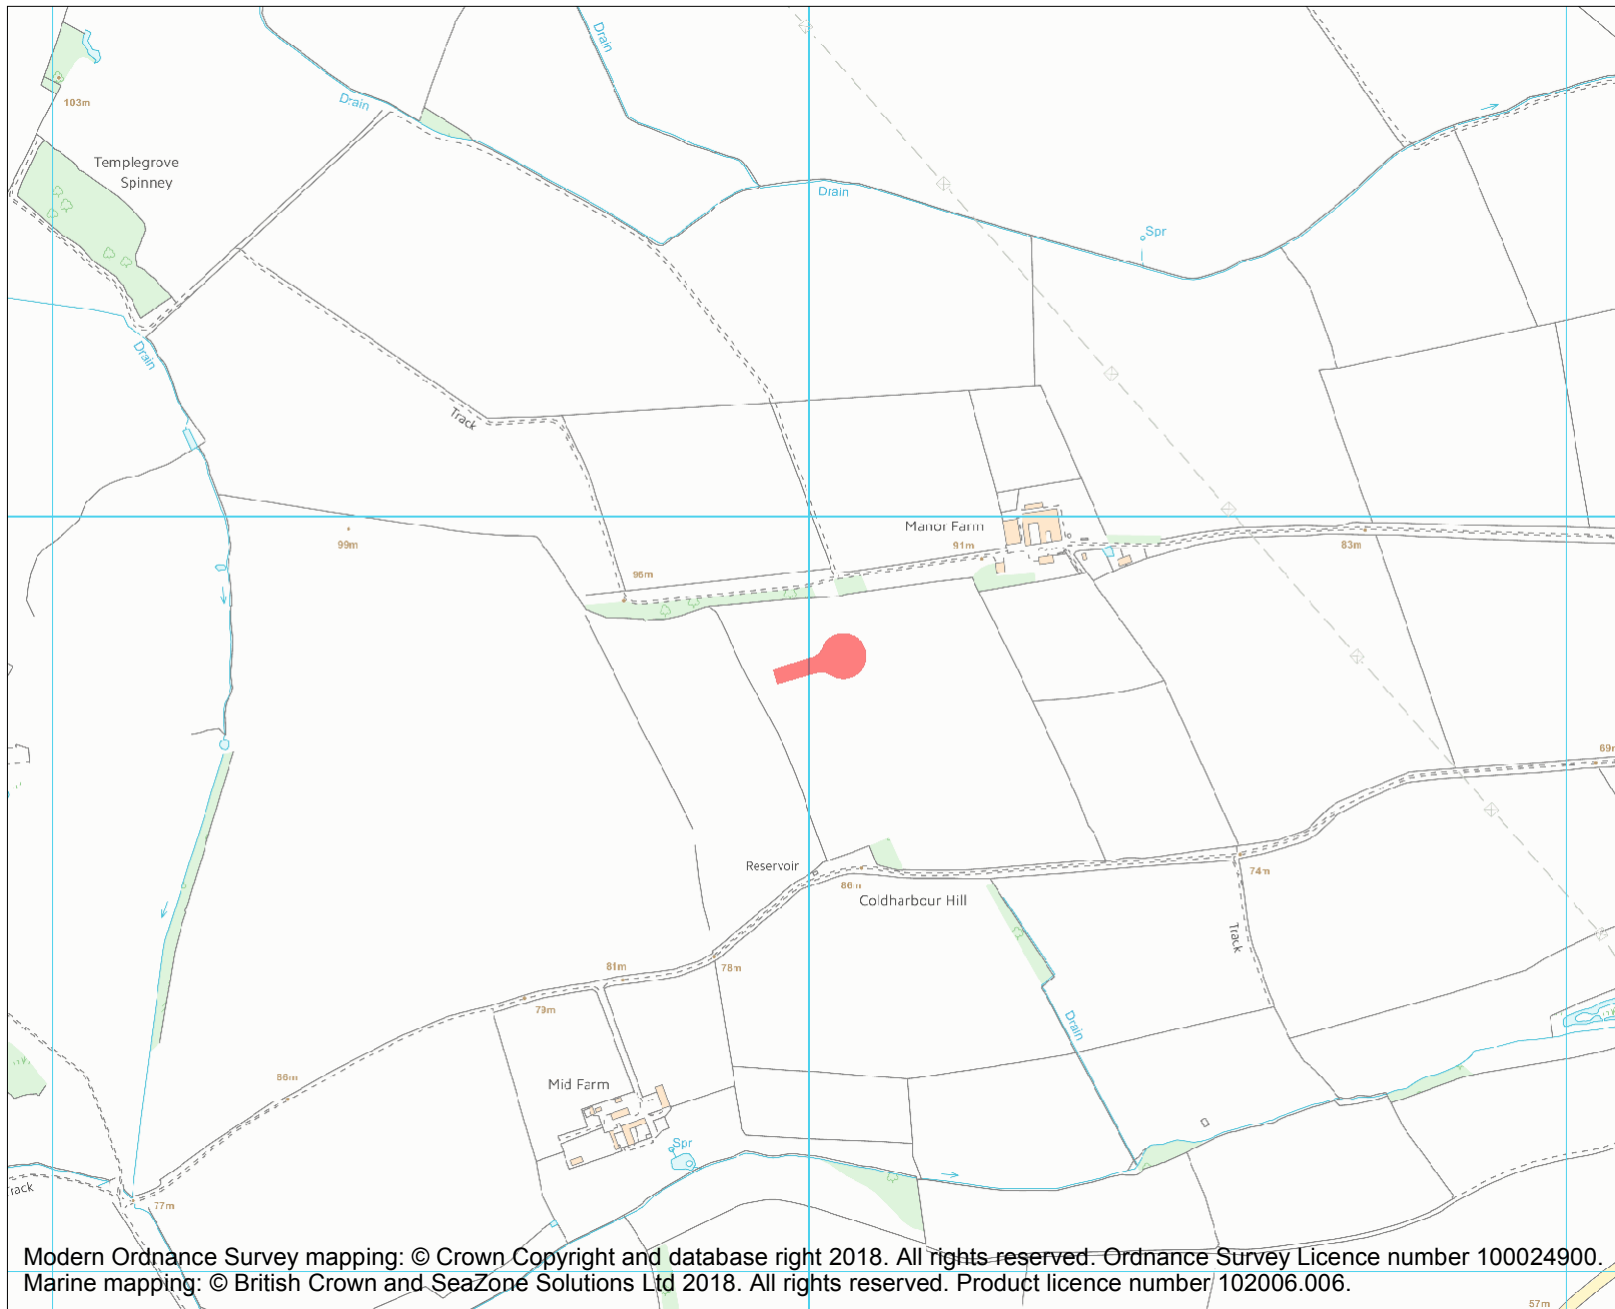 Drain
Drain
103m
Templegrove
Spinney
Drain
Spr
Drain
Track
Manor Farm
99m
91m
83m
96m
69m
Reservoir
86m
Coldharbour Hill
74m
Track
81m
78m
79m
Drain
86m
Mid Farm
Spr
Track
77m
Modern Ordnance Survey mapping: © Crown Copyright and database right 2018. All rights reserved. Ordnance Survey Licence number 100024900.
Marine mapping: © British Crown and SeaZone Solutions Ltd 2018. All rights reserved. Product licence number 102006.006.
57m